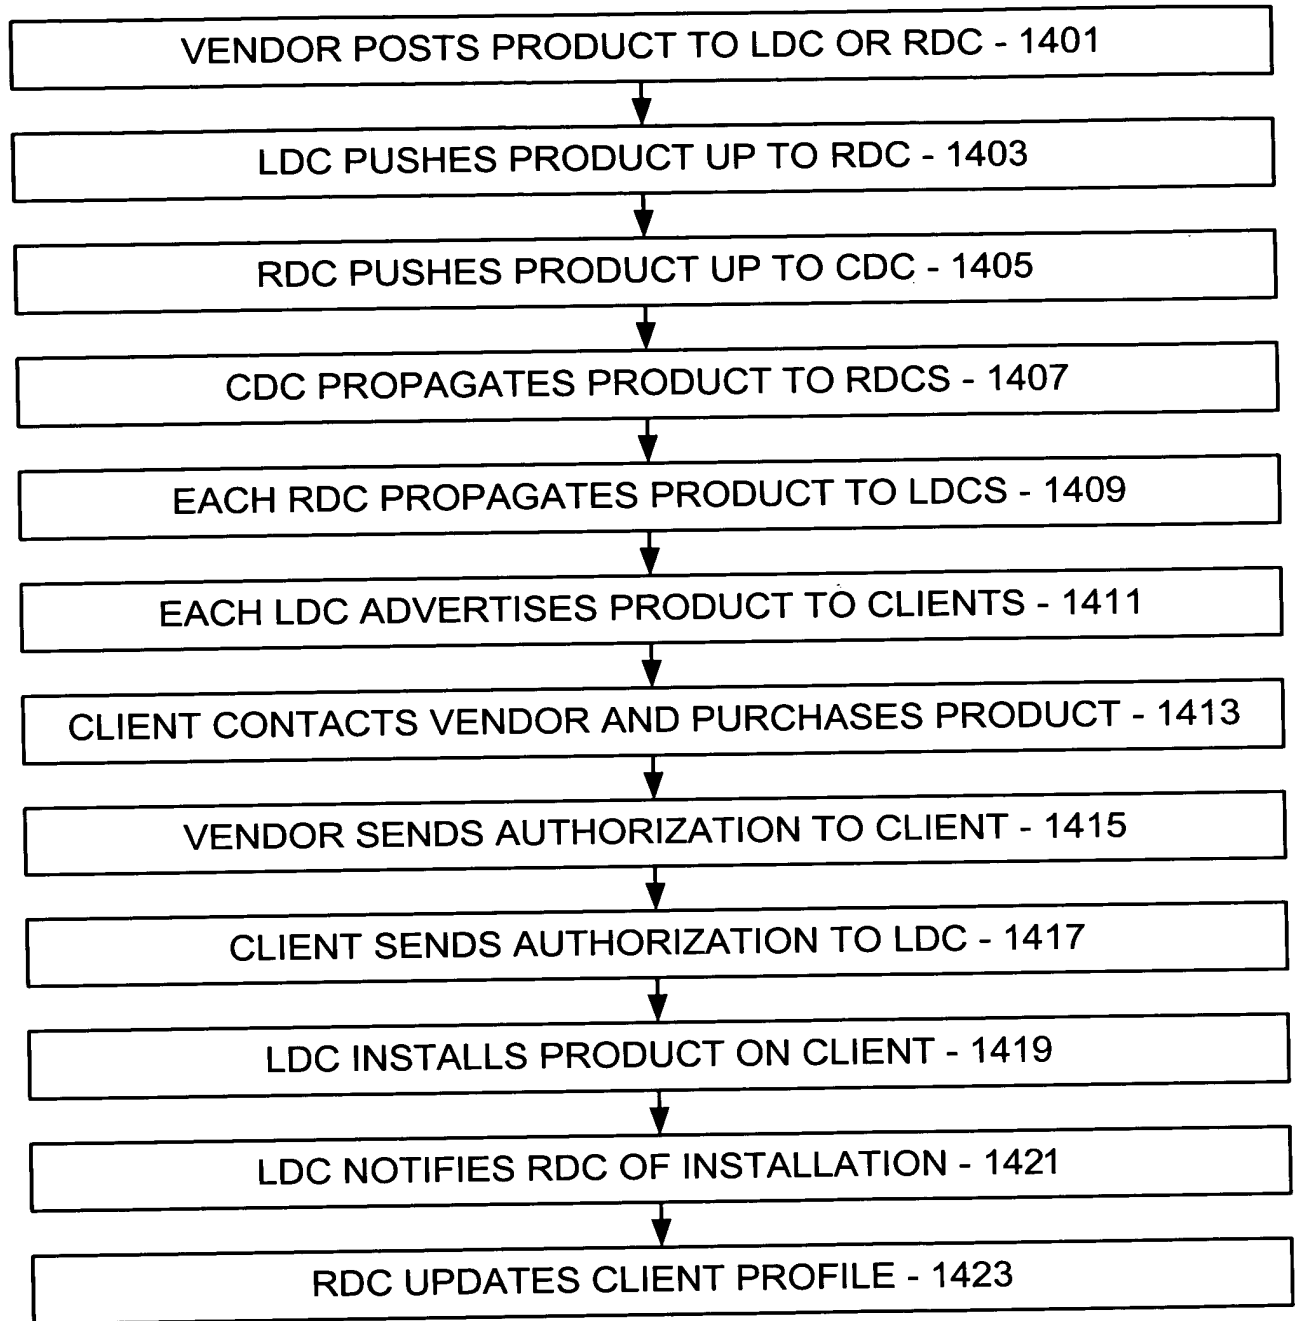 VENDOR POSTS PRODUCT TO LDC OR RDC - 1401
LDC PUSHES PRODUCT UP TO RDC - 1403
RDC PUSHES PRODUCT UP TO CDC - 1405
CDC PROPAGATES PRODUCT TO RDCS - 1407
EACH RDC PROPAGATES PRODUCT TO LDCS - 1409
EACH LDC ADVERTISES PRODUCT TO CLIENTS - 1411
CLIENT CONTACTS VENDOR AND PURCHASES PRODUCT - 1413
VENDOR SENDS AUTHORIZATION TO CLIENT - 1415
CLIENT SENDS AUTHORIZATION TO LDC - 1417
LDC INSTALLS PRODUCT ON CLIENT - 1419
LDC NOTIFIES RDC OF INSTALLATION - 1421
RDC UPDATES CLIENT PROFILE - 1423